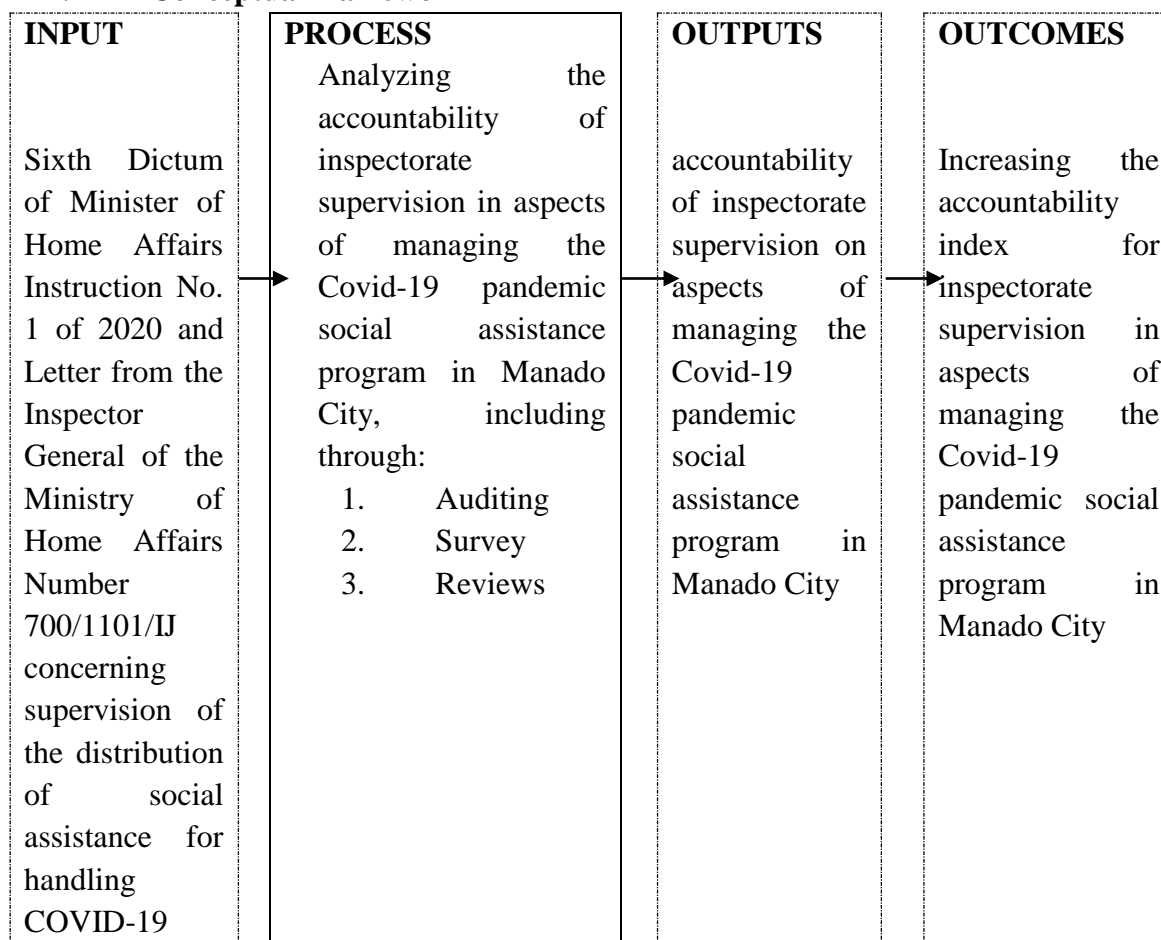 INPUT
Sixth Dictum
of Minister of
Home Affairs
Instruction No.
1 of 2020 and
Letter from the
Inspector
General of the
Ministry of
Home Affairs
Number
700/1101/IJ
concerning
supervision of
the distribution
of social
assistance for
handling
COVID-19
PROCESS
Analyzing the
accountability of
inspectorate
supervision in aspects
of managing the
Covid-19 pandemic
social assistance
program in Manado
City, including
through:
1. Auditing
2. Survey
3. Reviews
OUTPUTS
accountability
of inspectorate
supervision on
aspects of
managing the
Covid-19
pandemic
social
assistance
program in
Manado City
OUTCOMES
Increasing the
accountability
index for
inspectorate
supervision in
aspects of
managing the
Covid-19
pandemic social
assistance
program in
Manado City